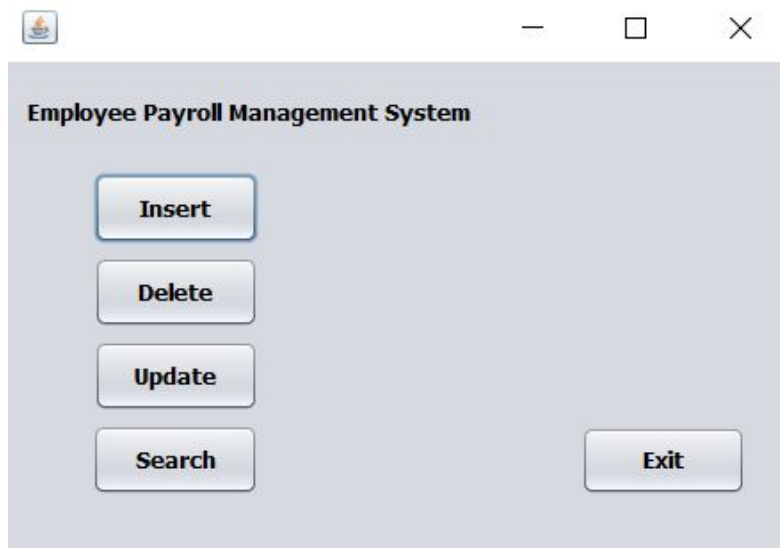 Employee Payroll Management System
Insert
Delete
Update
Search
Exit